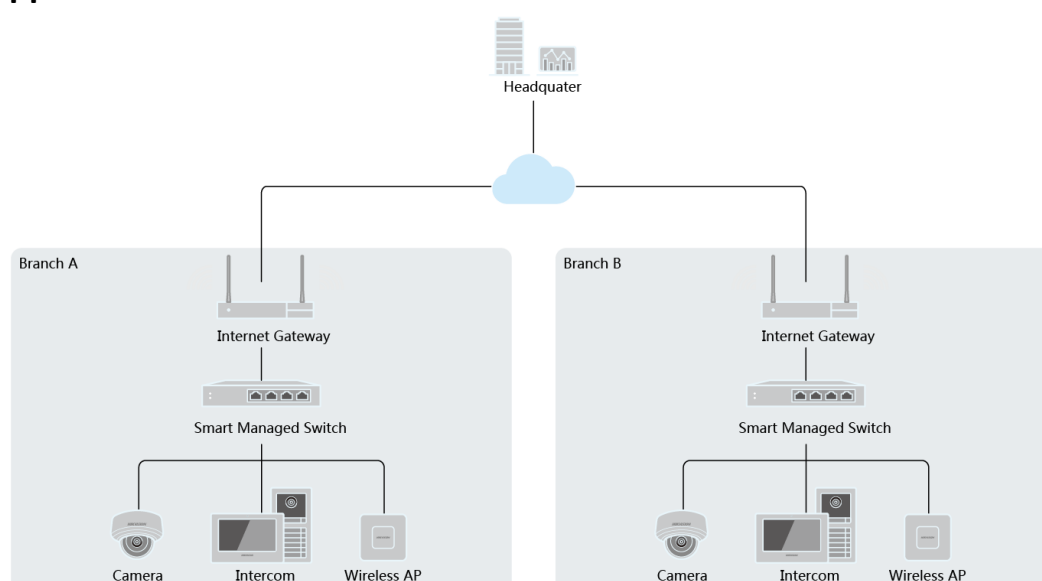 Headquater
Branch A
Branch B
Internet Gateway
Internet Gateway
Smart Managed Switch
Smart Managed Switch
Camera
Intercom
Wireless AP
Camera
Intercom
Wireless AP